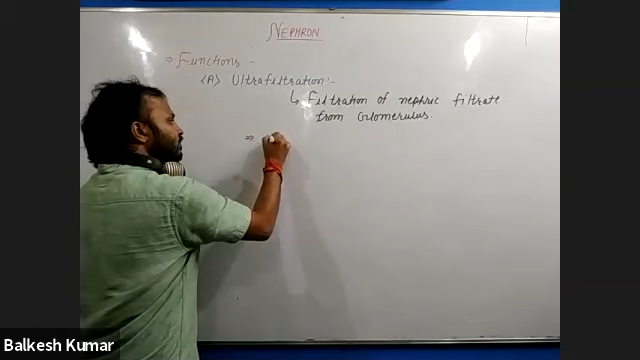 NEPHRON
⇒ Functions :-
(A) Ultrafiltration :-
↳ Filtration of nephric filtrate
from Glomerulus.
⇒
Balkesh Kumar